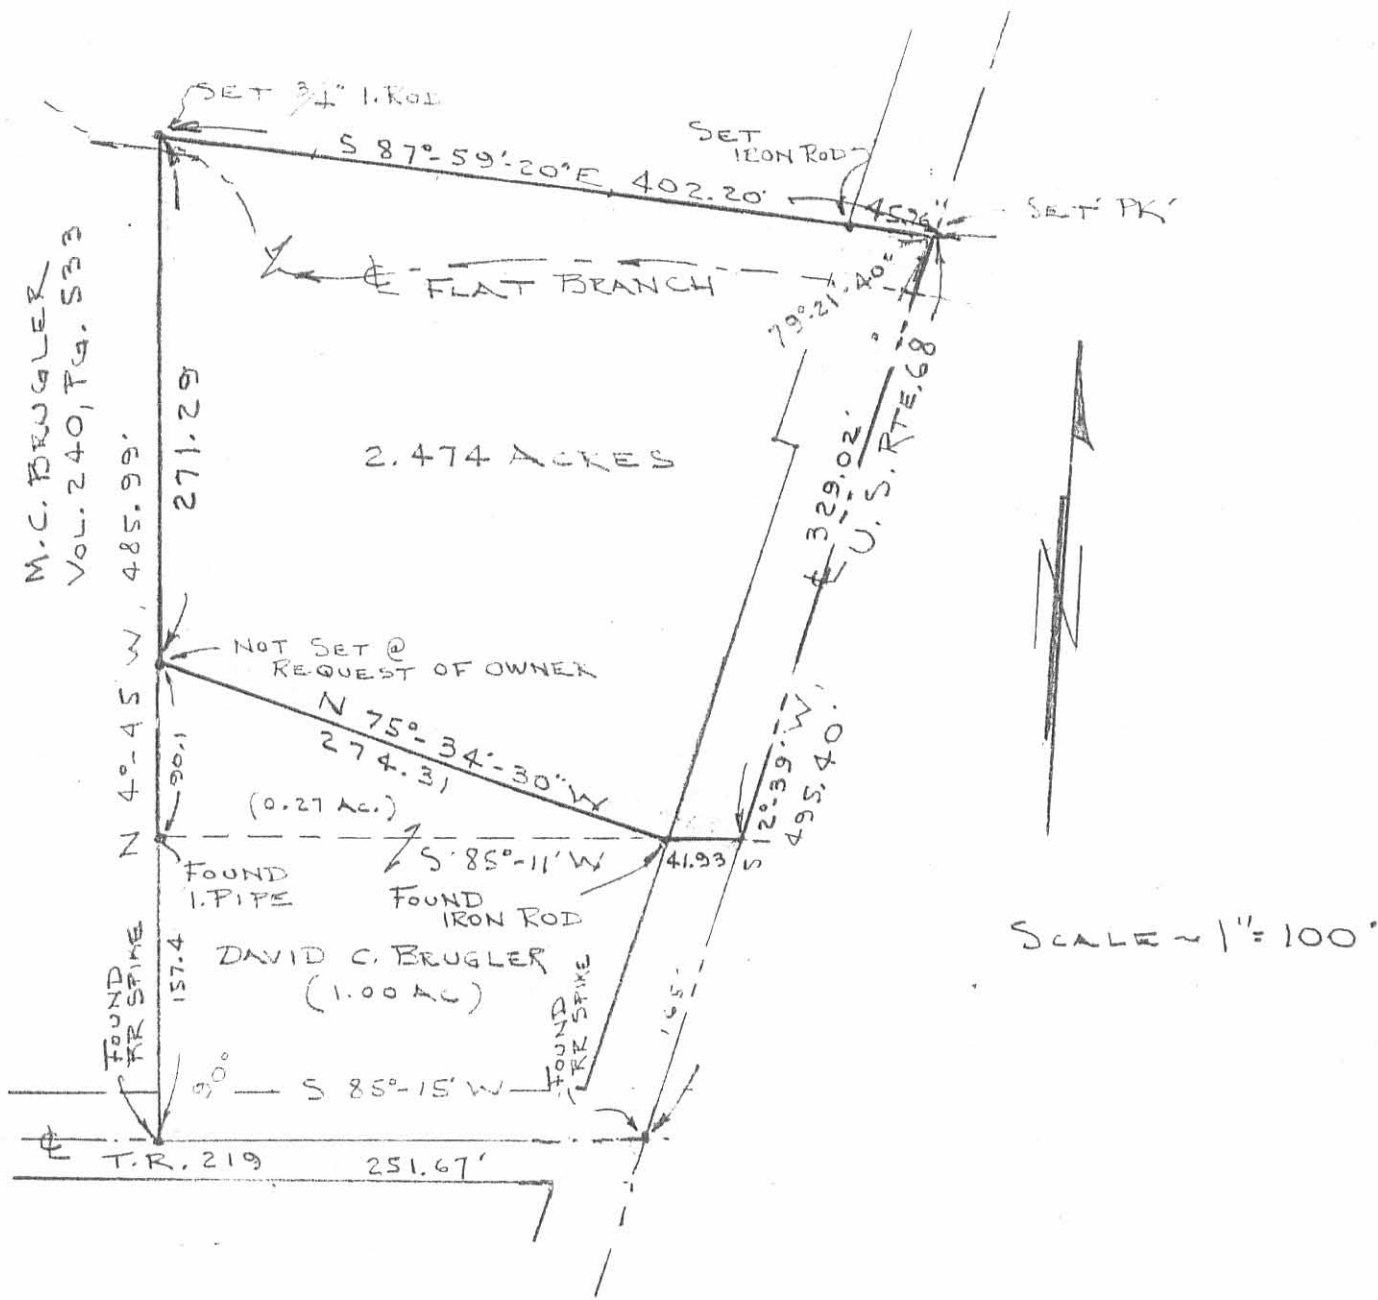 SET 3/4" I. ROD
S 87°-59'-20" E, 402.20'
SET
IRON ROD
SET 'PK'
℄ FLAT BRANCH
79°-21'-40"
M. C. BRUGLER
VOL. 240, PG. 533
271.29
N 4°-45 W, 485.99'
2.474 ACRES
℄ U. S. RTE. 68
329.02'
N
NOT SET @
REQUEST OF OWNER
N 75°-34'-30" W
274.31
90.1
(0.27 AC.)
S 12°-39' W
495.40'
S 85°-11' W
41.93
FOUND
I. PIPE
FOUND
IRON ROD
SCALE ~ 1" = 100'
DAVID C. BRUGLER
(1.00 AC)
157.4
FOUND
RR SPIKE
FOUND
RR SPIKE
165'
90°
S 85°-15' W
℄ T.R. 219
251.67'